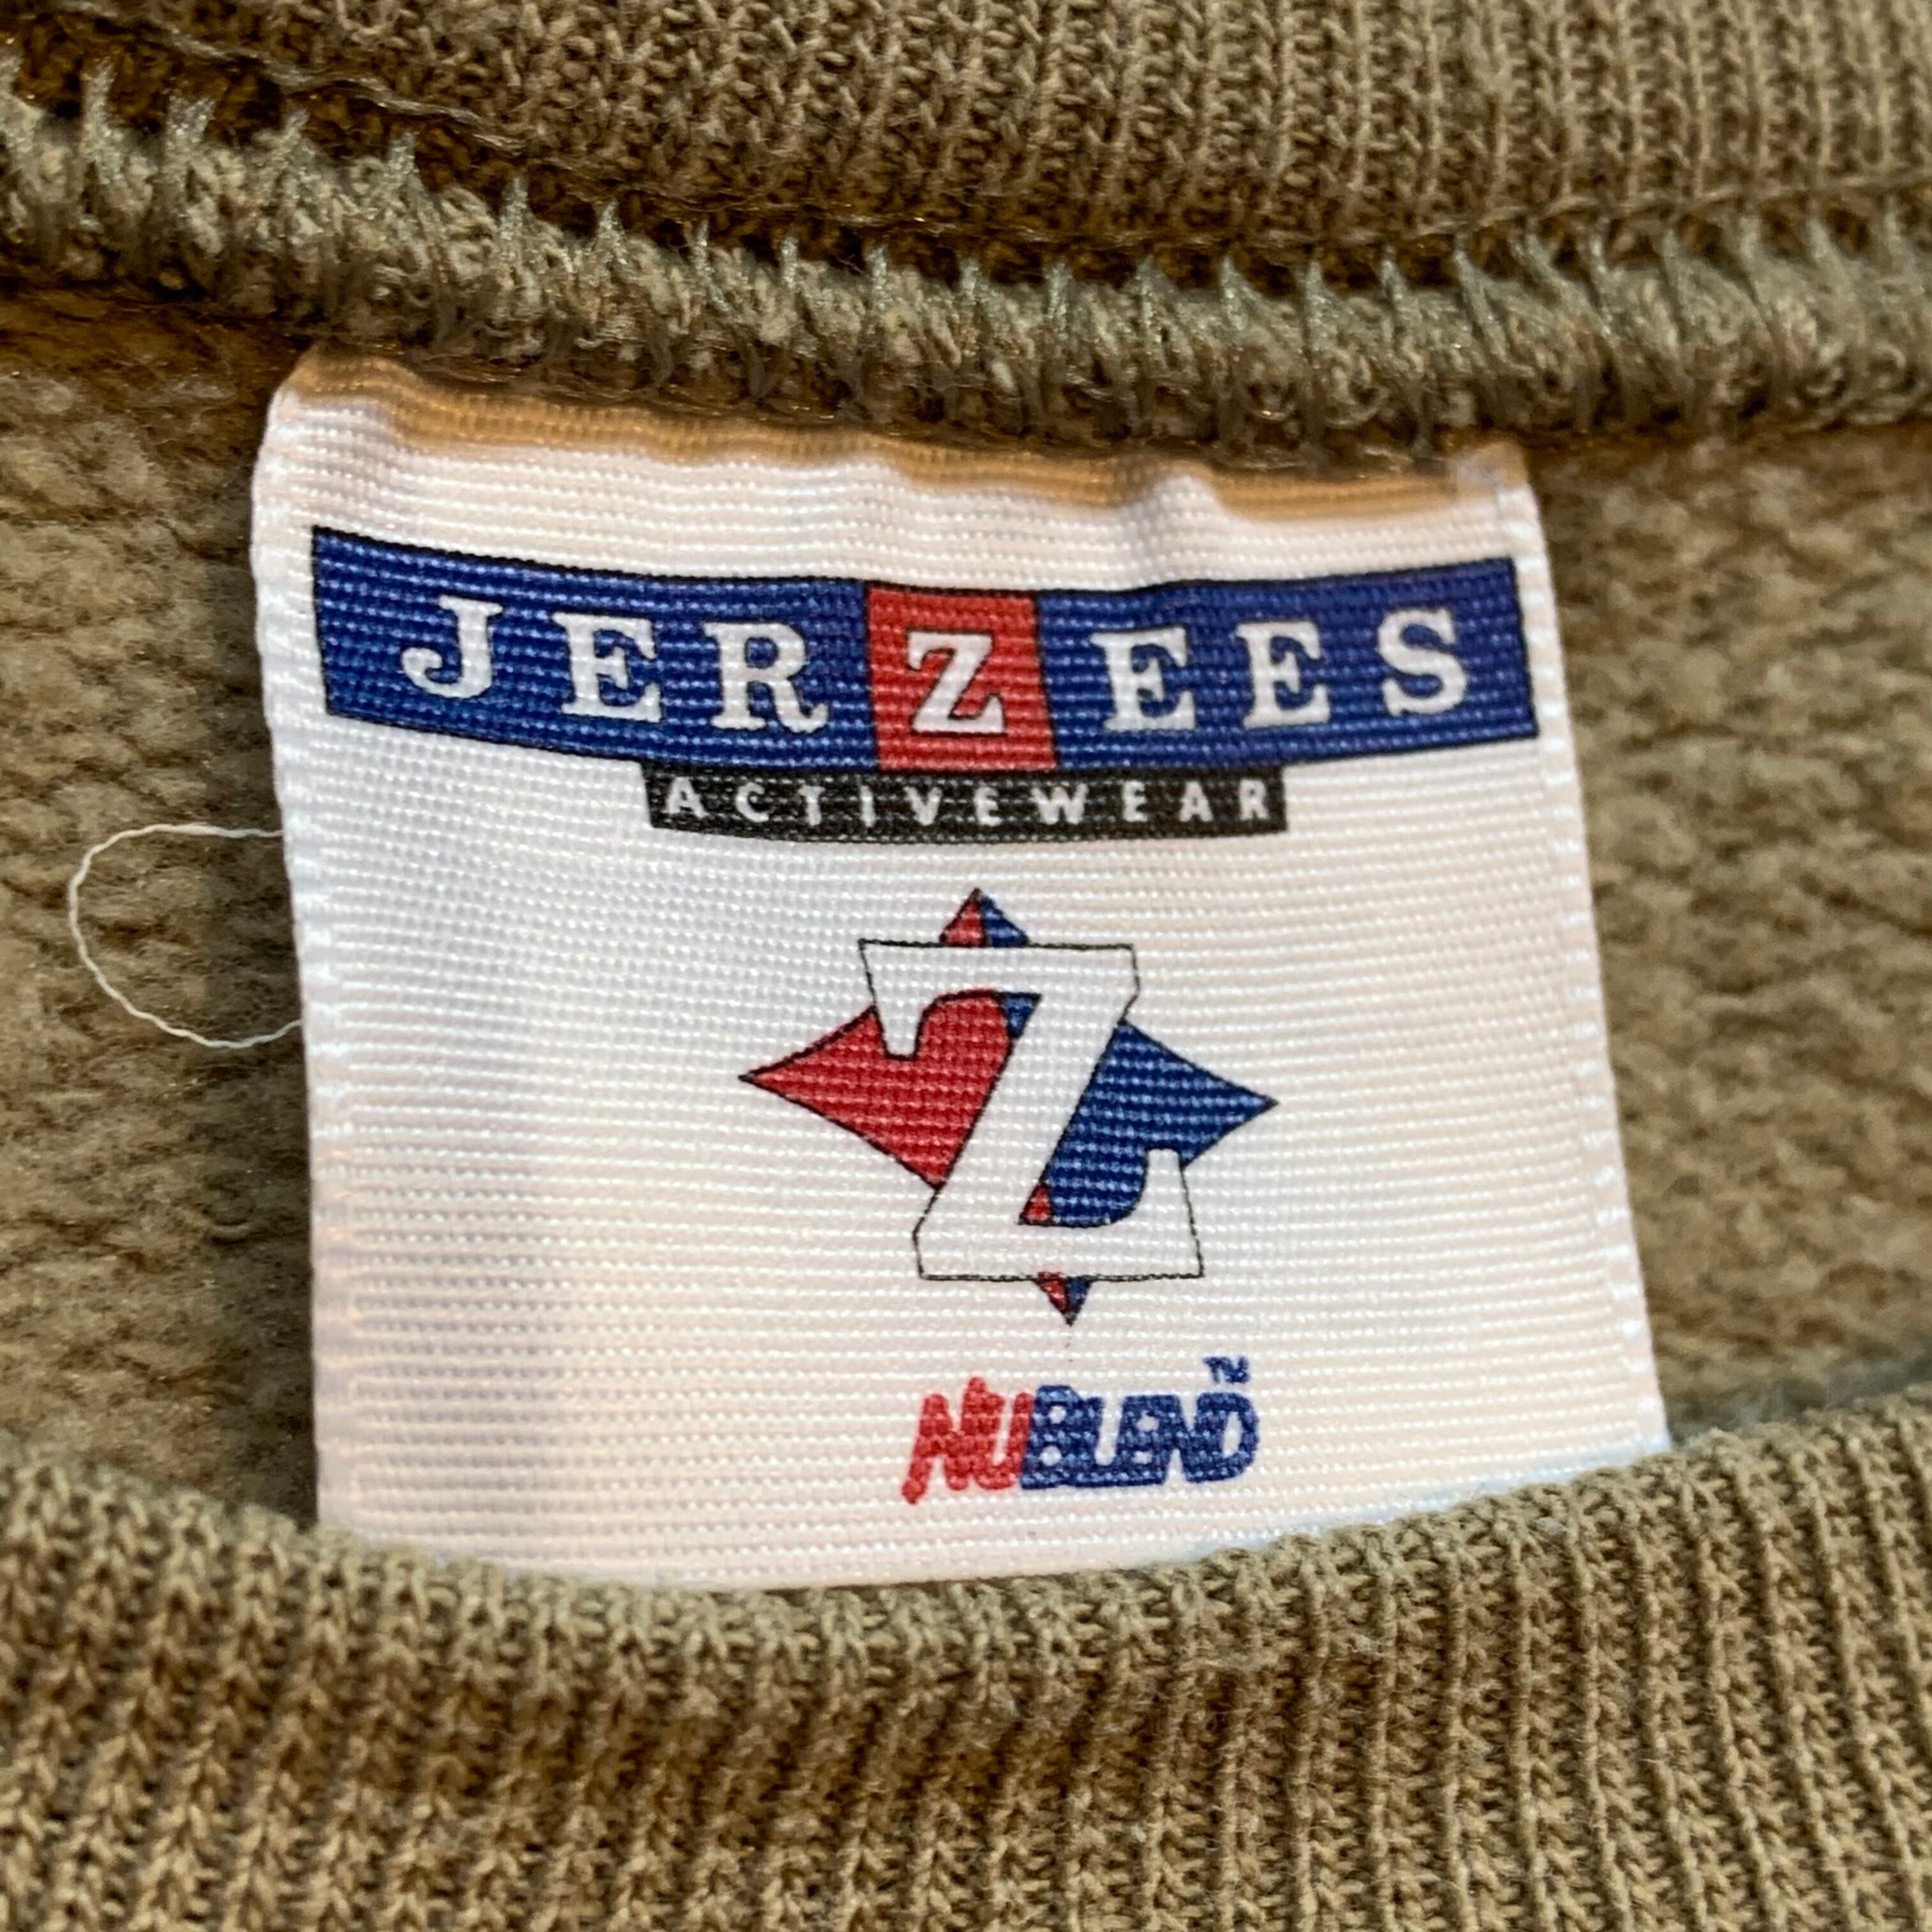 JERZEES
ACTIVEWEAR
Z
NUBLEND™